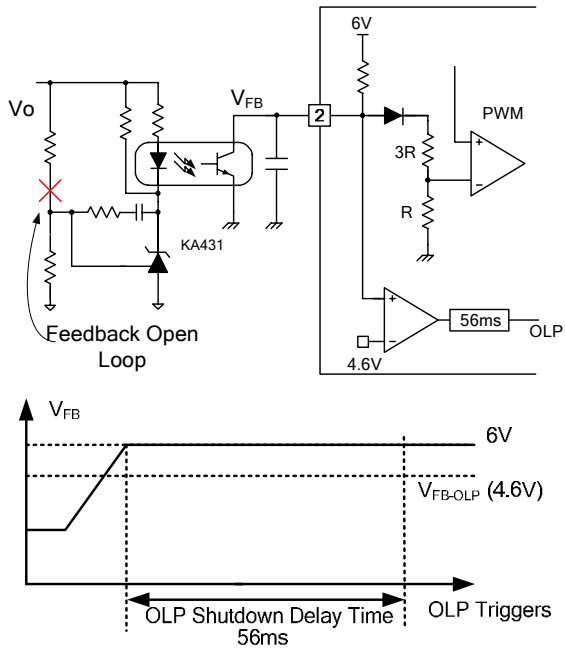 6V
Vo
VFB
2
PWM
3R
R
KA431
Feedback Open
Loop
4.6V
56ms
OLP
VFB
6V
VFB-OLP (4.6V)
OLP Shutdown Delay Time
56ms
OLP Triggers